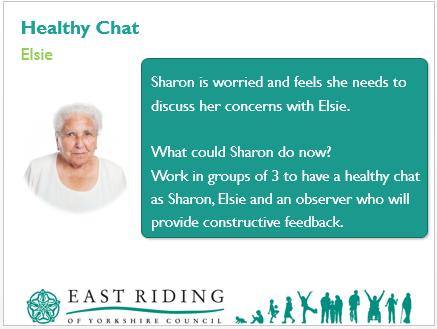 Healthy Chat
Elsie
Sharon is worried and feels she needs to
discuss her concerns with Elsie.
What could Sharon do now?
Work in groups of 3 to have a healthy chat
as Sharon, Elsie and an observer who will
provide constructive feedback.
EAST RIDING
OF YORKSHIRE COUNCIL